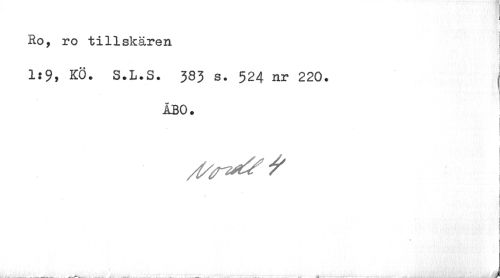 Ro, ro tillskären
1:9, KÖ. S.L.S. 383 s. 524 nr 220.
ÅBO.
Nordl 4